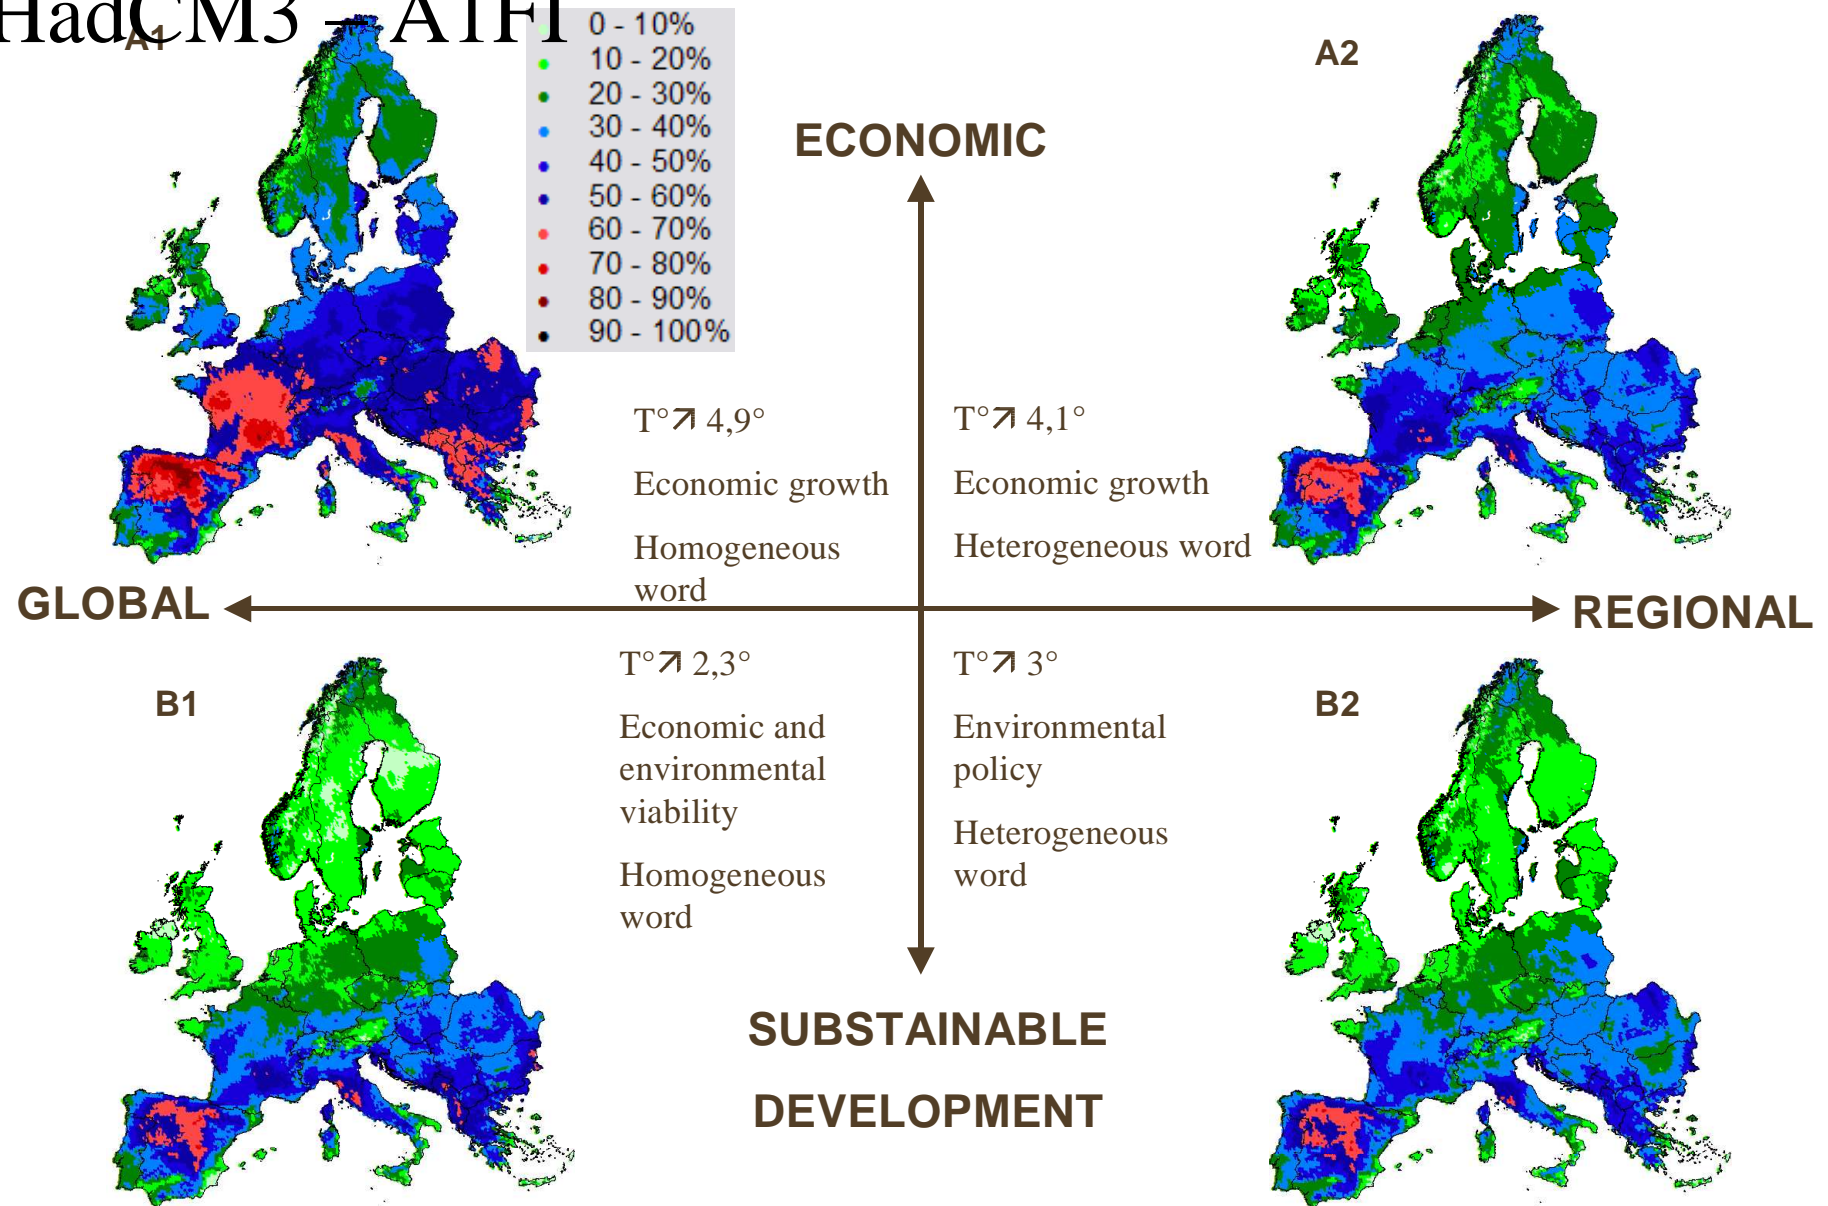 HadCM3 – A1FI
A1
0 - 10%
10 - 20%
20 - 30%
30 - 40%
40 - 50%
50 - 60%
60 - 70%
70 - 80%
80 - 90%
90 - 100%
A2
ECONOMIC
T°↗ 4,9°
Economic growth
Homogeneous
word
T°↗ 4,1°
Economic growth
Heterogeneous word
GLOBAL
REGIONAL
B1
T°↗ 2,3°
Economic and
environmental
viability
Homogeneous
word
T°↗ 3°
Environmental
policy
Heterogeneous
word
B2
SUBSTAINABLE
DEVELOPMENT